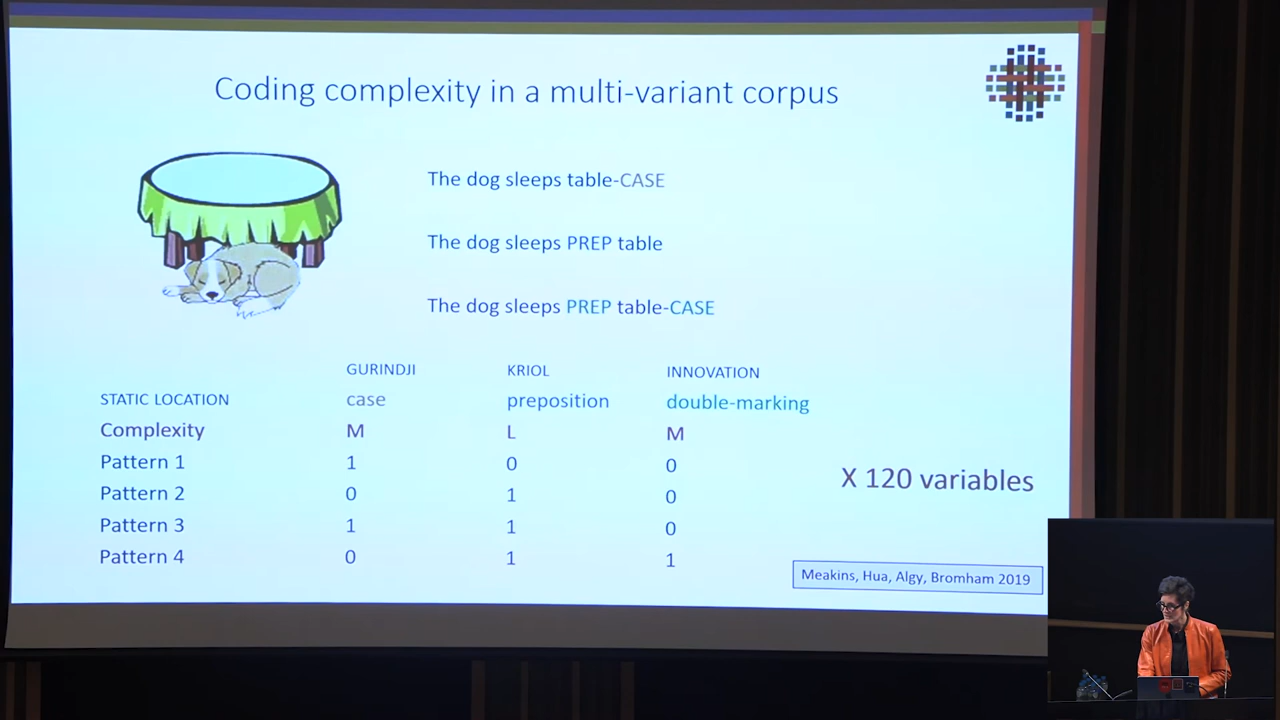 Coding complexity in a multi-variant corpus
The dog sleeps table-CASE
The dog sleeps PREP table
The dog sleeps PREP table-CASE
GURINDJI KRIOL INNOVATION
STATIC LOCATION case preposition double-marking
Complexity M L M
Pattern 1 1 0 0
Pattern 2 0 1 0
Pattern 3 1 1 0
Pattern 4 0 1 1
X 120 variables
Meakins, Hua, Algy, Bromham 2019